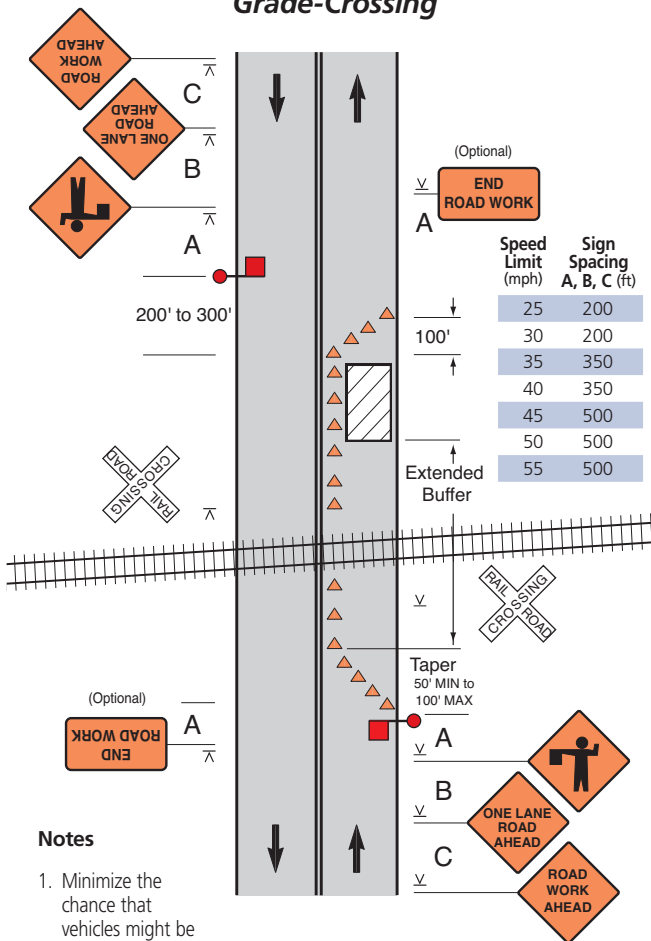 Grade-Crossing
ROAD
WORK
AHEAD
C
ONE LANE
ROAD
AHEAD
B
A
200' to 300'
(Optional)
END
ROAD WORK
A
Speed Limit (mph) Sign Spacing A, B, C (ft)
25 200
30 200
35 350
40 350
45 500
50 500
55 500
100'
Extended
Buffer
RAIL ROAD
CROSSING
RAIL ROAD
CROSSING
Taper
50' MIN to
100' MAX
(Optional)
END
ROAD WORK
A
A
B
ONE LANE
ROAD
AHEAD
C
ROAD
WORK
AHEAD
Notes
1. Minimize the
chance that
vehicles might be